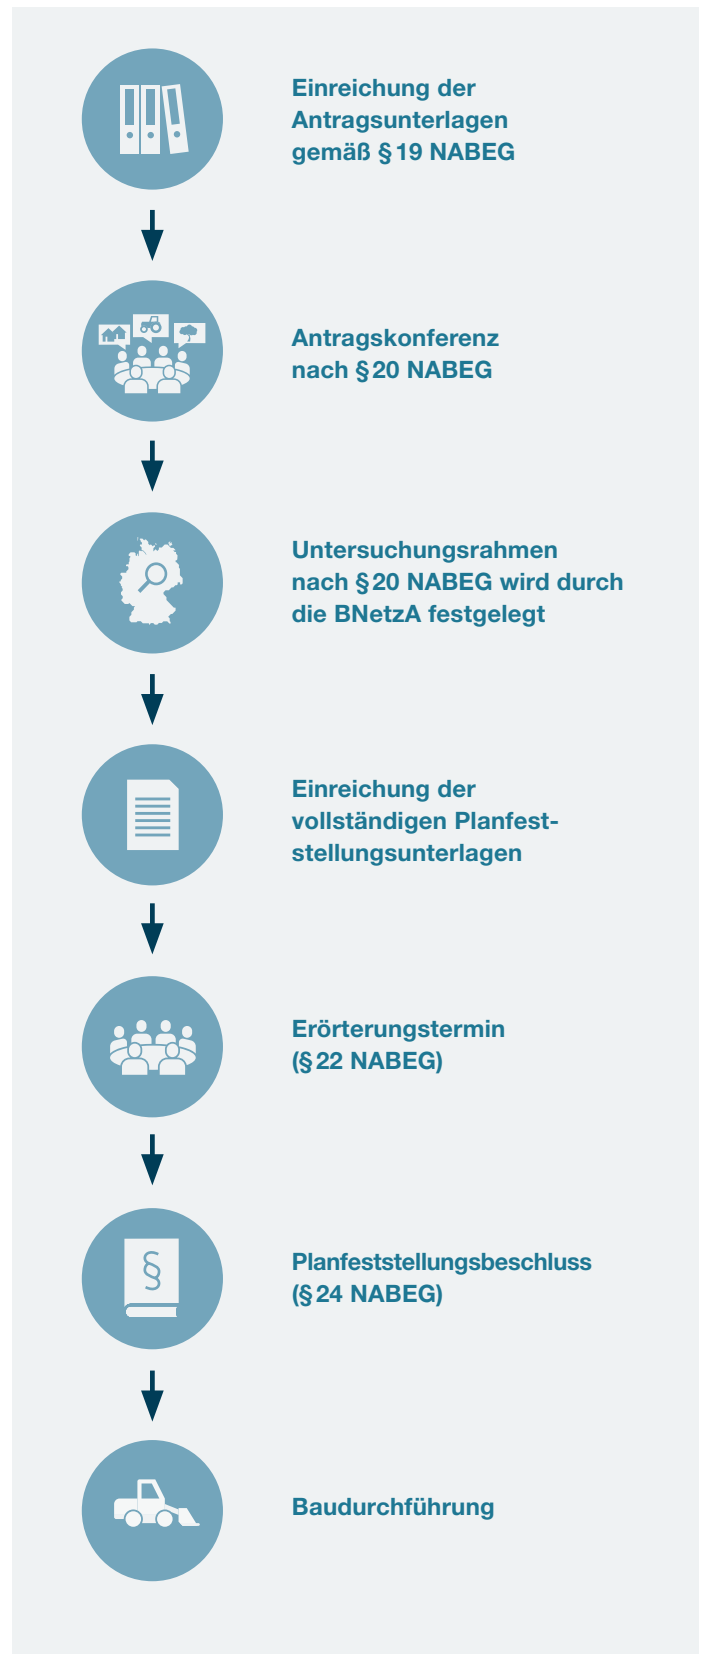 Einreichung der
Antragsunterlagen
gemäß § 19 NABEG
Antragskonferenz
nach § 20 NABEG
Untersuchungsrahmen
nach § 20 NABEG wird durch
die BNetzA festgelegt
Einreichung der
vollständigen Planfest-
stellungsunterlagen
Erörterungstermin
(§ 22 NABEG)
§
Planfeststellungsbeschluss
(§ 24 NABEG)
Baudurchführung